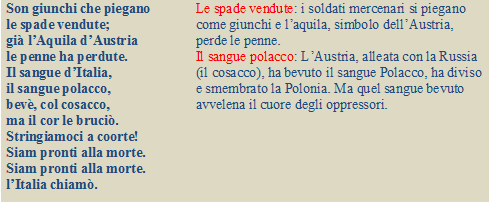 Son giunchi che piegano
le spade vendute;
già l'Aquila d'Austria
le penne ha perdute.
Il sangue d'Italia,
il sangue polacco,
bevè, col cosacco,
ma il cor le bruciò.
Stringiamoci a coorte!
Siam pronti alla morte.
Siam pronti alla morte.
l'Italia chiamò.
Le spade vendute: i soldati mercenari si piegano
come giunchi e l'aquila, simbolo dell'Austria,
perde le penne.
Il sangue polacco: L'Austria, alleata con la Russia
(il cosacco), ha bevuto il sangue Polacco, ha diviso
e smembrato la Polonia. Ma quel sangue bevuto
avvelena il cuore degli oppressori.